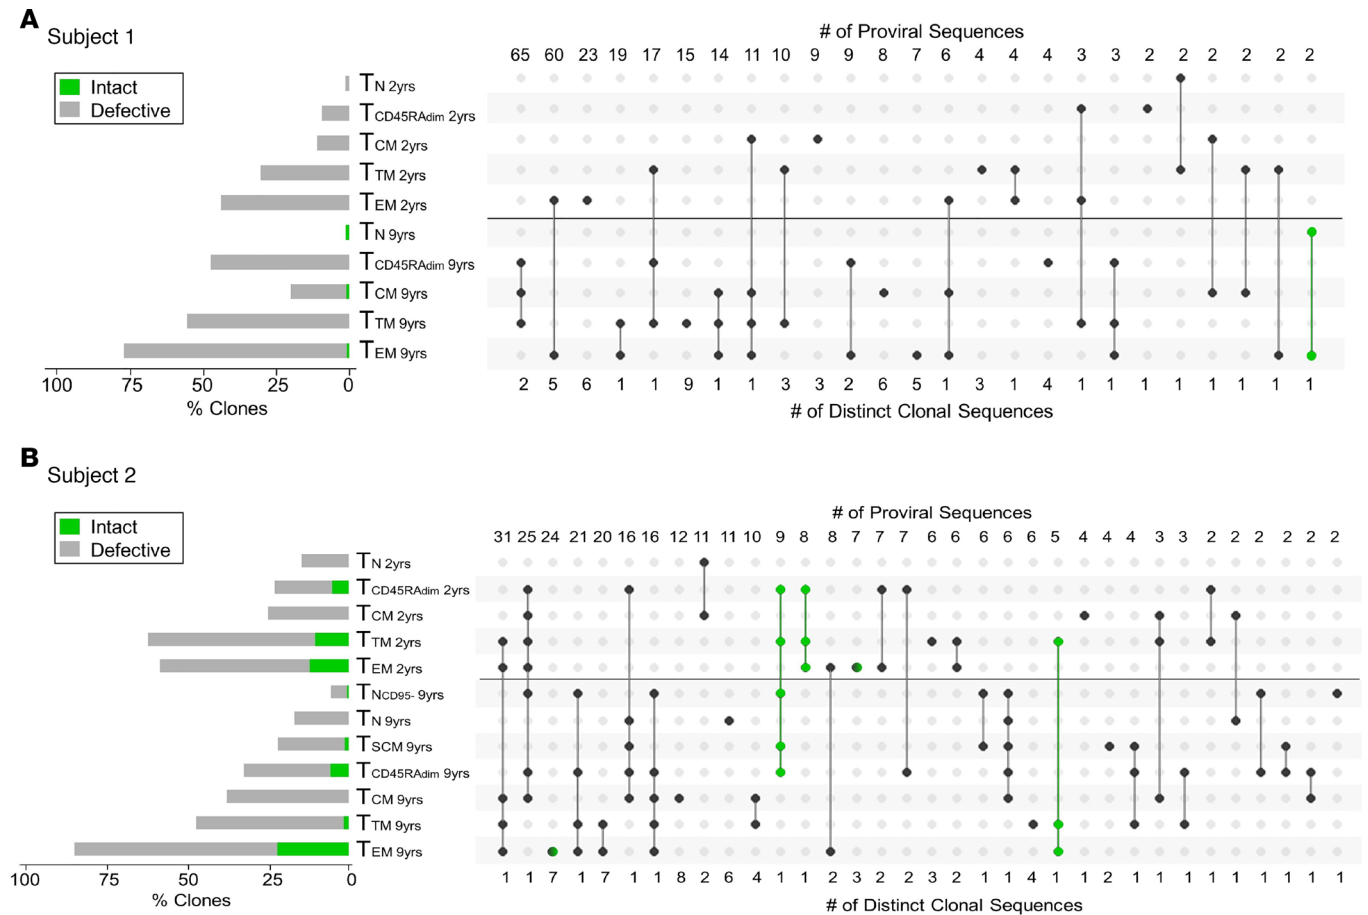 A
Subject 1
Intact
Defective
# of Proviral Sequences
65 60 23 19 17 15 14 11 10 9 9 8 7 6 4 4 4 3 3 2 2 2 2 2 2
TN 2yrs
TCD45RAdim 2yrs
TCM 2yrs
TTM 2yrs
TEM 2yrs
TN 9yrs
TCD45RAdim 9yrs
TCM 9yrs
TTM 9yrs
TEM 9yrs
100 75 50 25 0
% Clones
2 5 6 1 1 9 1 1 3 3 2 6 5 1 3 1 4 1 1 1 1 1 1 1 1
# of Distinct Clonal Sequences
B
Subject 2
Intact
Defective
# of Proviral Sequences
31 25 24 21 20 16 16 12 11 11 10 9 8 8 7 7 7 6 6 6 6 6 5 4 4 4 3 3 2 2 2 2 2 2
TN 2yrs
TCD45RAdim 2yrs
TCM 2yrs
TTM 2yrs
TEM 2yrs
TNCD95- 9yrs
TN 9yrs
TSCM 9yrs
TCD45RAdim 9yrs
TCM 9yrs
TTM 9yrs
TEM 9yrs
100 75 50 25 0
% Clones
1 1 7 1 7 1 1 8 2 6 4 1 1 2 3 2 2 3 2 1 1 4 1 1 2 1 1 1 1 1 1 1 1 1
# of Distinct Clonal Sequences